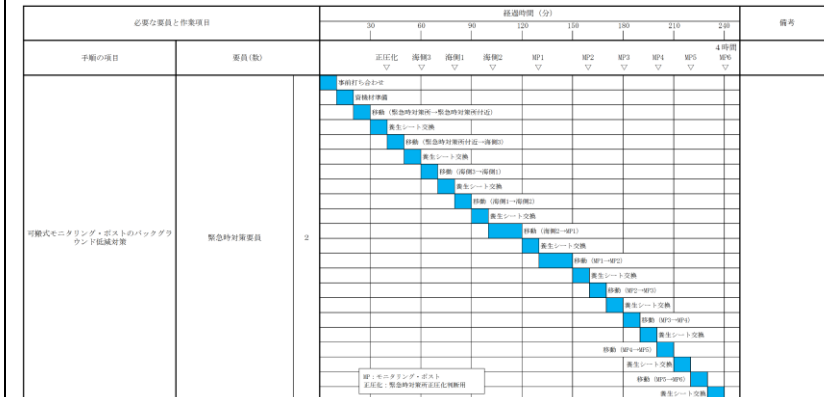 必要な要員と作業項目
経過時間（分）
備考
30 60 90 120 150 180 210 240
手順の項目
要員(数)
4時間
正圧化 海側3 海側1 海側2 MP1 MP2 MP3 MP4 MP5 MP6
▽ ▽ ▽ ▽ ▽ ▽ ▽ ▽ ▽ ▽
可搬式モニタリング・ポストのバックグラ
ウンド低減対策
緊急時対策要員
2
事前打ち合わせ
資機材準備
移動（緊急時対策所→緊急時対策所付近）
養生シート交換
移動（緊急時対策所付近→海側3）
養生シート交換
移動（海側3→海側1）
養生シート交換
移動（海側1→海側2）
養生シート交換
移動（海側2→MP1）
養生シート交換
移動（MP1→MP2）
養生シート交換
移動（MP2→MP3）
養生シート交換
移動（MP3→MP4）
養生シート交換
移動（MP4→MP5）
養生シート交換
移動（MP5→MP6）
養生シート交換
MP：モニタリング・ポスト
正圧化：緊急時対策所正圧化判断用